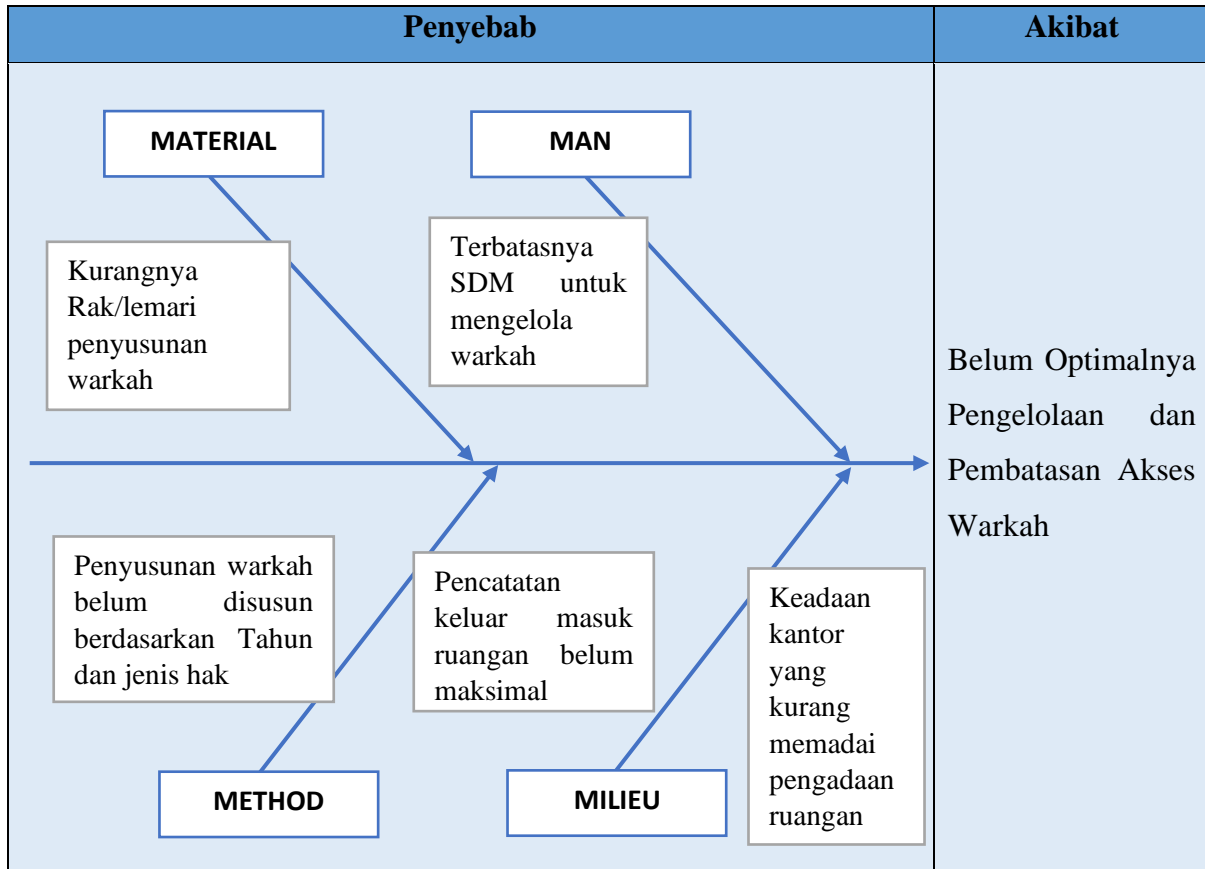 Penyebab
Akibat
MATERIAL
MAN
Kurangnya
Rak/lemari
penyusunan
warkah
Terbatasnya
SDM untuk
mengelola
warkah
Belum Optimalnya
Pengelolaan dan
Pembatasan Akses
Warkah
Penyusunan warkah
belum disusun
berdasarkan Tahun
dan jenis hak
Pencatatan
keluar masuk
ruangan belum
maksimal
Keadaan
kantor
yang
kurang
memadai
pengadaan
ruangan
METHOD
MILIEU